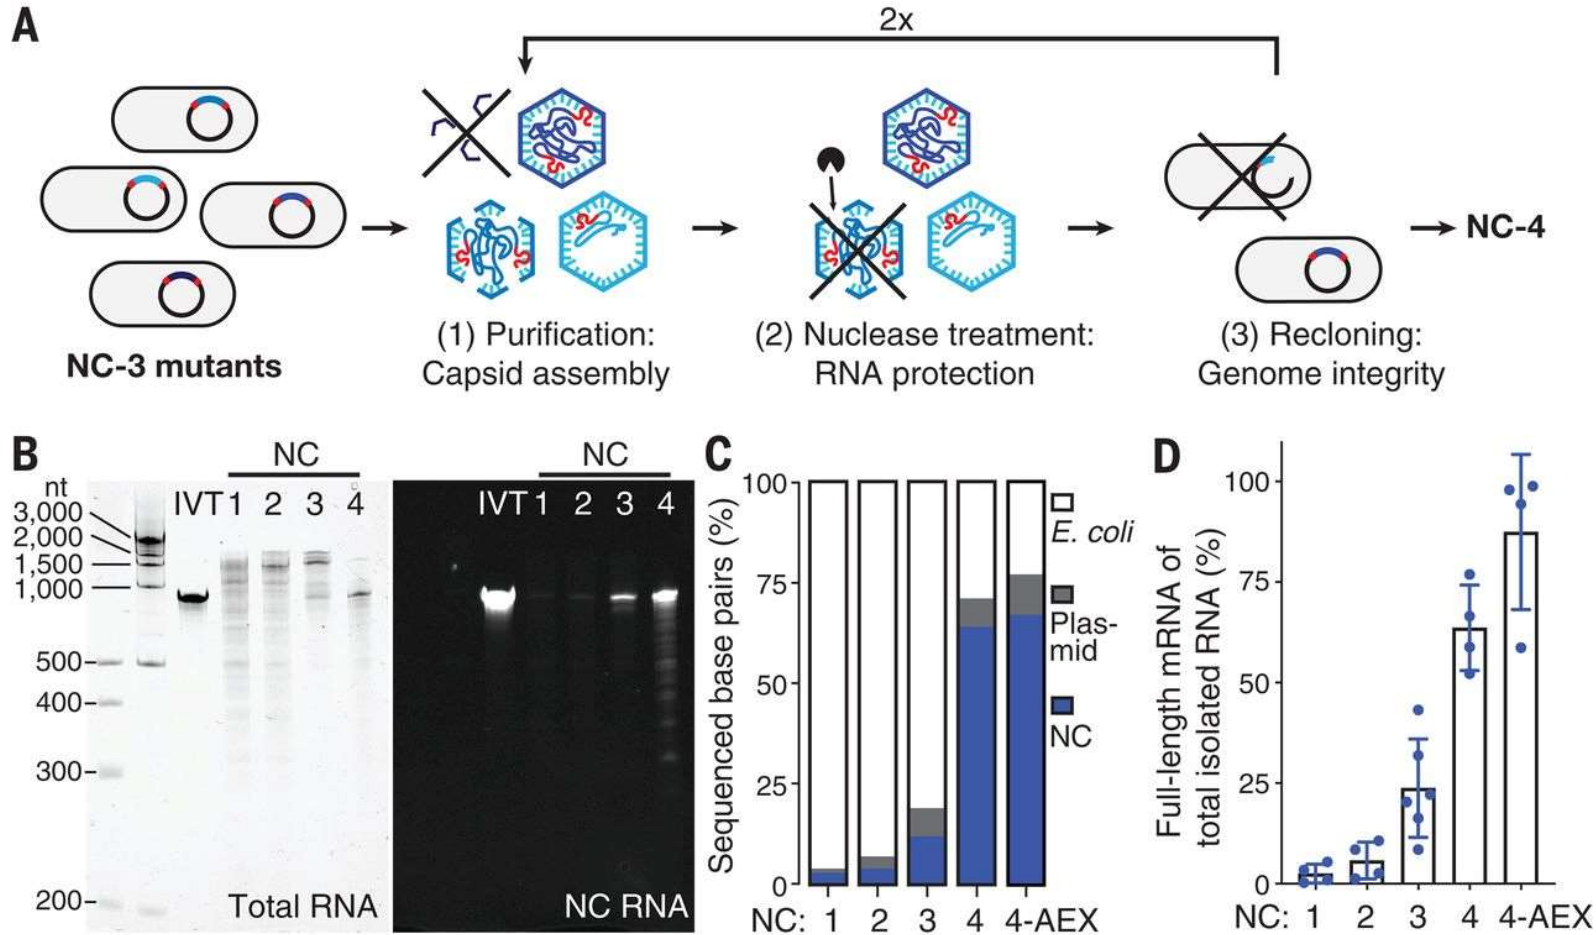 A
2x
NC-3 mutants
(1) Purification:
Capsid assembly
(2) Nuclease treatment:
RNA protection
(3) Recloning:
Genome integrity
NC-4
B
nt
3,000
2,000
1,500
1,000
500
400
300
200
NC
IVT 1 2 3 4
Total RNA
NC
IVT 1 2 3 4
NC RNA
C
Sequenced base pairs (%)
100
75
50
25
0
NC: 1 2 3 4 4-AEX
E. coli
Plas-
mid
NC
D
Full-length mRNA of
total isolated RNA (%)
100
75
50
25
0
NC: 1 2 3 4 4-AEX